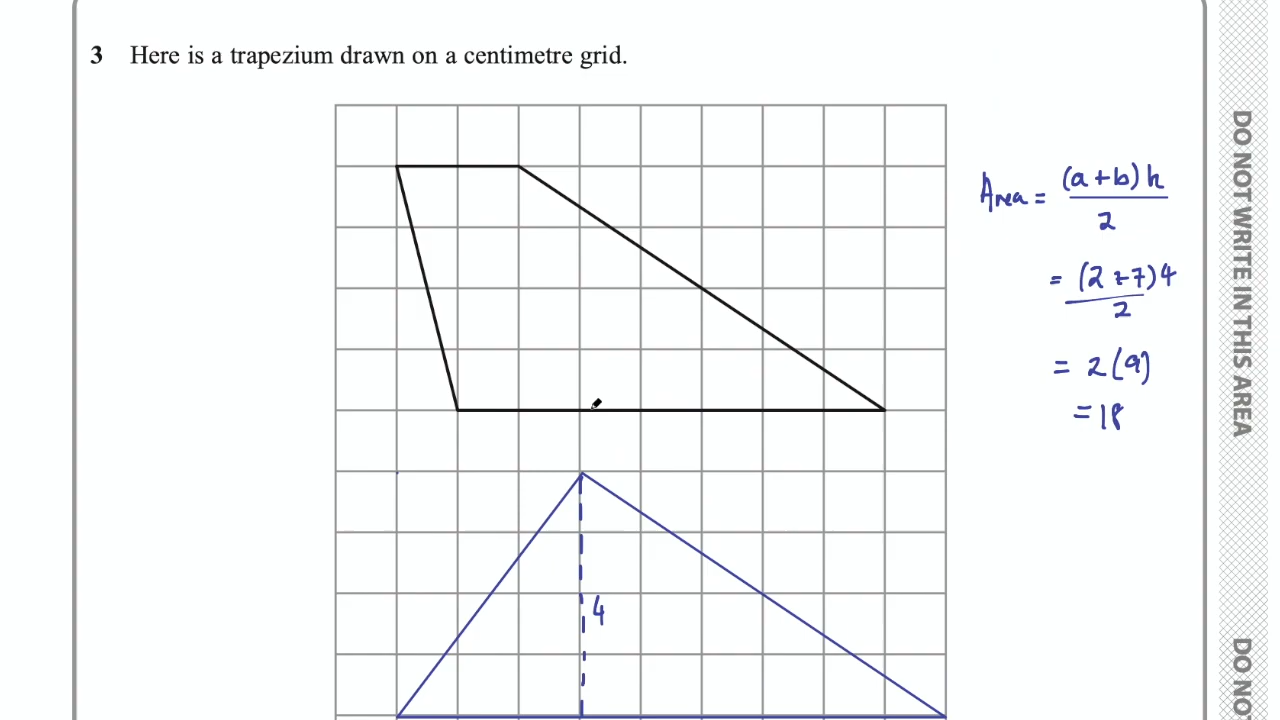 3 Here is a trapezium drawn on a centimetre grid.
Area = (a+b)h
2
= (2+7)4
2
= 2(9)
=18
4
DO NOT WRITE IN THIS AREA
DO NOT